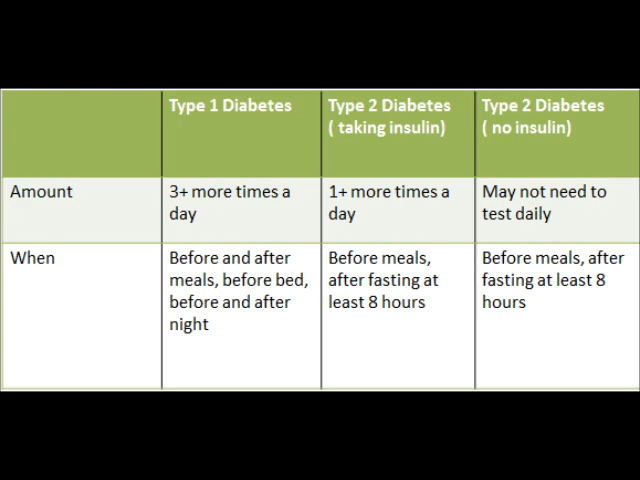 Type 1 Diabetes
Type 2 Diabetes
( taking insulin)
Type 2 Diabetes
( no insulin)
Amount
3+ more times a
day
1+ more times a
day
May not need to
test daily
When
Before and after
meals, before bed,
before and after
night
Before meals,
after fasting at
least 8 hours
Before meals, after
fasting at least 8
hours